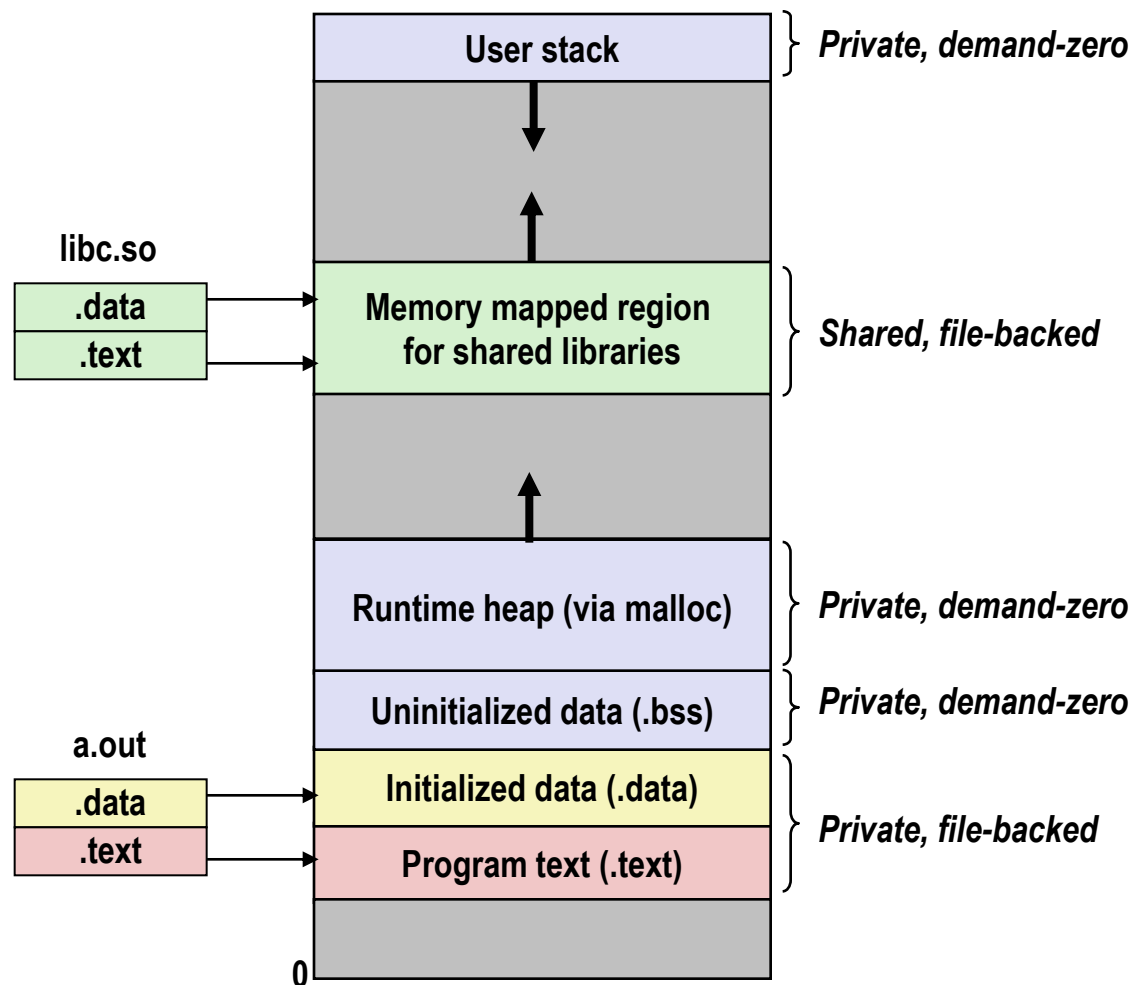 User stack
Private, demand-zero
libc.so
.data
.text
Memory mapped region
for shared libraries
Shared, file-backed
Runtime heap (via malloc)
Private, demand-zero
Uninitialized data (.bss)
Private, demand-zero
a.out
.data
.text
Initialized data (.data)
Program text (.text)
Private, file-backed
0